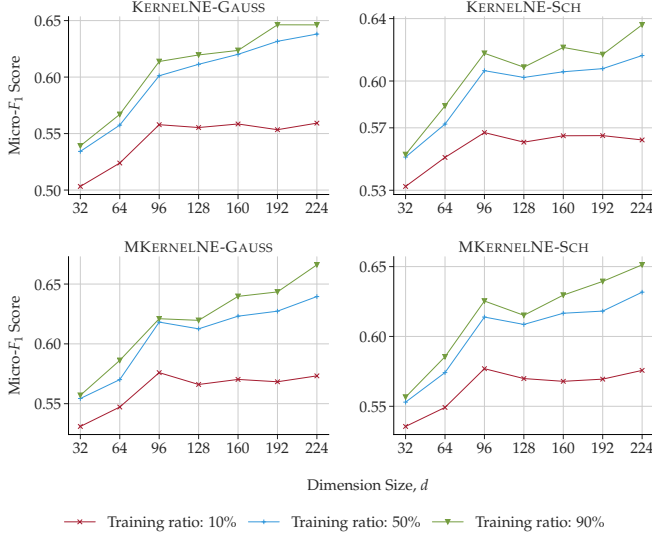 KERNELNE-GAUSS
KERNELNE-SCH
Micro-F1 Score
0.65
0.60
0.55
0.50
32 64 96 128 160 192 224
0.64
0.60
0.57
0.53
32 64 96 128 160 192 224
MKERNELNE-GAUSS
MKERNELNE-SCH
Micro-F1 Score
0.65
0.60
0.55
32 64 96 128 160 192 224
0.65
0.60
0.55
32 64 96 128 160 192 224
Dimension Size, d
Training ratio: 10% Training ratio: 50% Training ratio: 90%